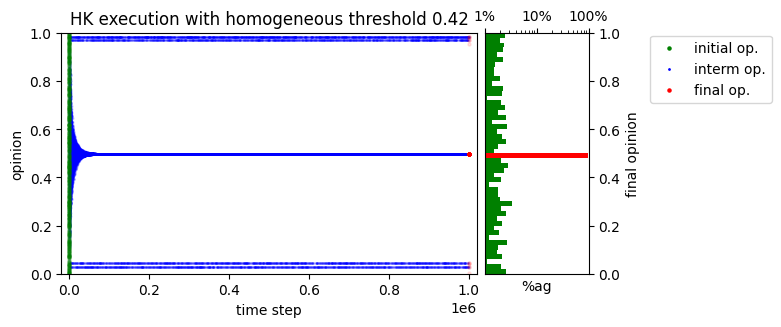 HK execution with homogeneous threshold 0.42
1% 10% 100%
1.0 1.0
0.8 0.8
0.6 0.6
0.4 0.4
0.2 0.2
0.0 0.0
opinion
final opinion
0.0 0.2 0.4 0.6 0.8 1.0
1e6
time step
%ag
initial op.
interm op.
final op.